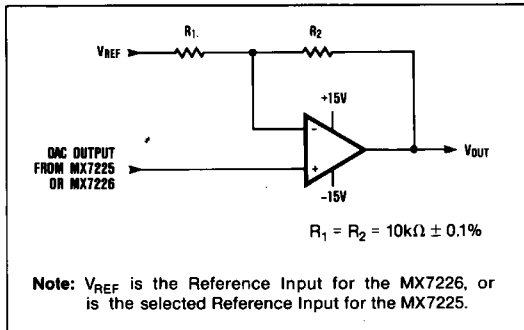 R₁
R₂
VREF
+15V
-
DAC OUTPUT
FROM MX7225
OR MX7226
+
VOUT
-15V
R₁ = R₂ = 10kΩ ± 0.1%
Note: VREF is the Reference Input for the MX7226, or
is the selected Reference Input for the MX7225.